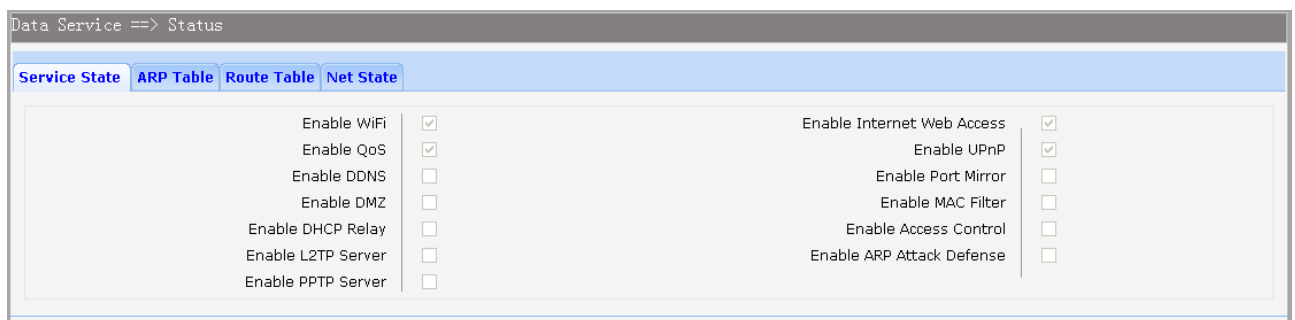 Data Service ==> Status
Service State ARP Table Route Table Net State
Enable WiFi Enable Internet Web Access
Enable QoS Enable UPnP
Enable DDNS Enable Port Mirror
Enable DMZ Enable MAC Filter
Enable DHCP Relay Enable Access Control
Enable L2TP Server Enable ARP Attack Defense
Enable PPTP Server